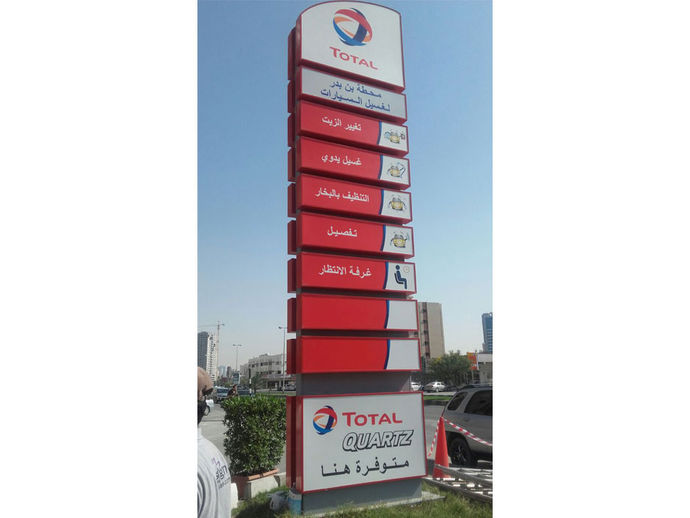 TOTAL
محطة بن بدر
لغسيل السيارات
تغيير الزيت
غسيل يدوي
التنظيف بالبخار
تفصيل
غرفة الانتظار
TOTAL
QUARTZ
متوفرة هنا